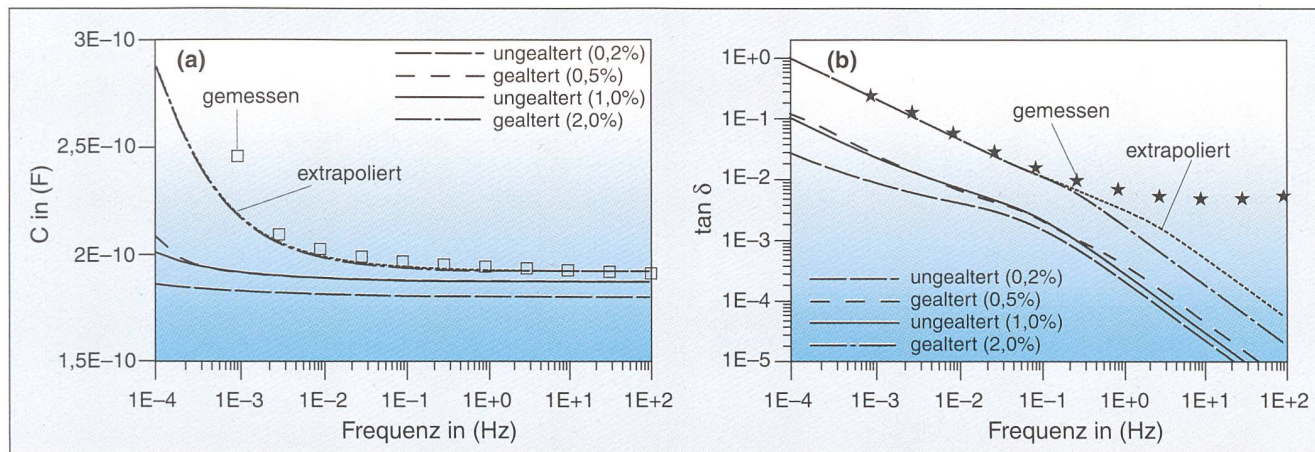 (a)
3E–10
2,5E–10
2E–10
1,5E–10
C in (F)
ungealtert (0,2%)
gealtert (0,5%)
ungealtert (1,0%)
gealtert (2,0%)
gemessen
extrapoliert
1E–4
1E–3
1E–2
1E–1
1E+0
1E+1
1E+2
Frequenz in (Hz)
(b)
1E+0
1E–1
1E–2
1E–3
1E–4
1E–5
tan δ
gemessen
extrapoliert
ungealtert (0,2%)
gealtert (0,5%)
ungealtert (1,0%)
gealtert (2,0%)
1E–4
1E–3
1E–2
1E–1
1E+0
1E+1
1E+2
Frequenz in (Hz)